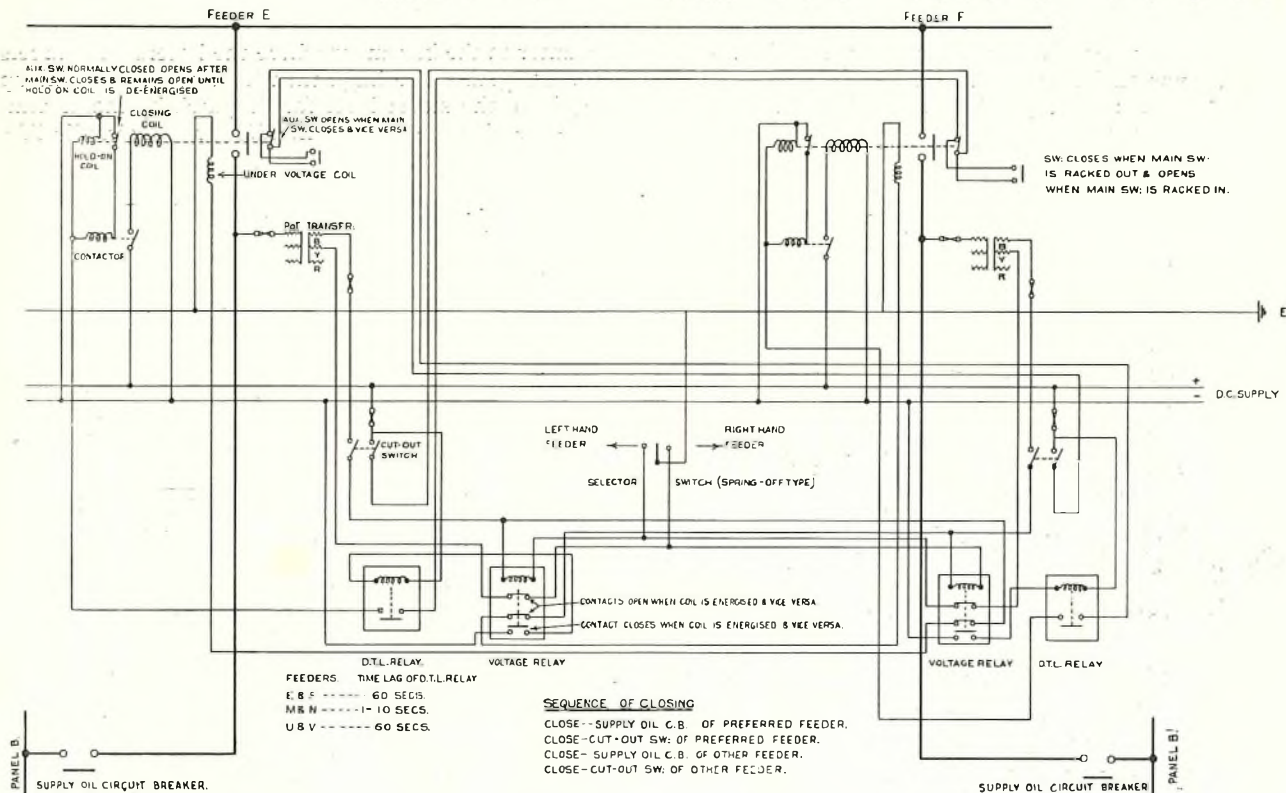 FEEDER E
FEEDER F
AUX. SW. NORMALLY CLOSED OPENS AFTER
MAIN SW. CLOSES & REMAINS OPEN UNTIL
HOLD ON COIL IS DE-ENERGISED
CLOSING
COIL
AUX. SW OPENS WHEN MAIN
SW. CLOSES & VICE VERSA
HOLD-ON
COIL
UNDER VOLTAGE COIL
SW: CLOSES WHEN MAIN SW·
IS RACKED OUT & OPENS
WHEN MAIN SW: IS RACKED IN.
POT TRANSFR:
B
Y
R
B
Y
R
CONTACTOR
E
+
-
D.C. SUPPLY
CUT-OUT
SWITCH
LEFT HAND
FEEDER
RIGHT HAND
FEEDER
SELECTOR
SWITCH (SPRING-OFF TYPE)
CONTACTS OPEN WHEN COIL IS ENERGISED & VICE VERSA.
CONTACT CLOSES WHEN COIL IS ENERGISED & VICE VERSA.
D.T.L. RELAY.
VOLTAGE RELAY
VOLTAGE RELAY
D.T.L. RELAY
FEEDERS. TIME LAG OF D.T.L. RELAY
E & F ------ 60 SECS.
M & N ----- 1-10 SECS.
U & V ------ 60 SECS.
SEQUENCE OF CLOSING
CLOSE--SUPPLY OIL C.B. OF PREFERRED FEEDER.
CLOSE-CUT-OUT SW: OF PREFERRED FEEDER.
CLOSE- SUPPLY OIL C.B. OF OTHER FEEDER.
CLOSE-CUT-OUT SW: OF OTHER FEEDER.
PANEL B.
SUPPLY OIL CIRCUIT BREAKER.
SUPPLY OIL CIRCUIT BREAKER
PANEL B!